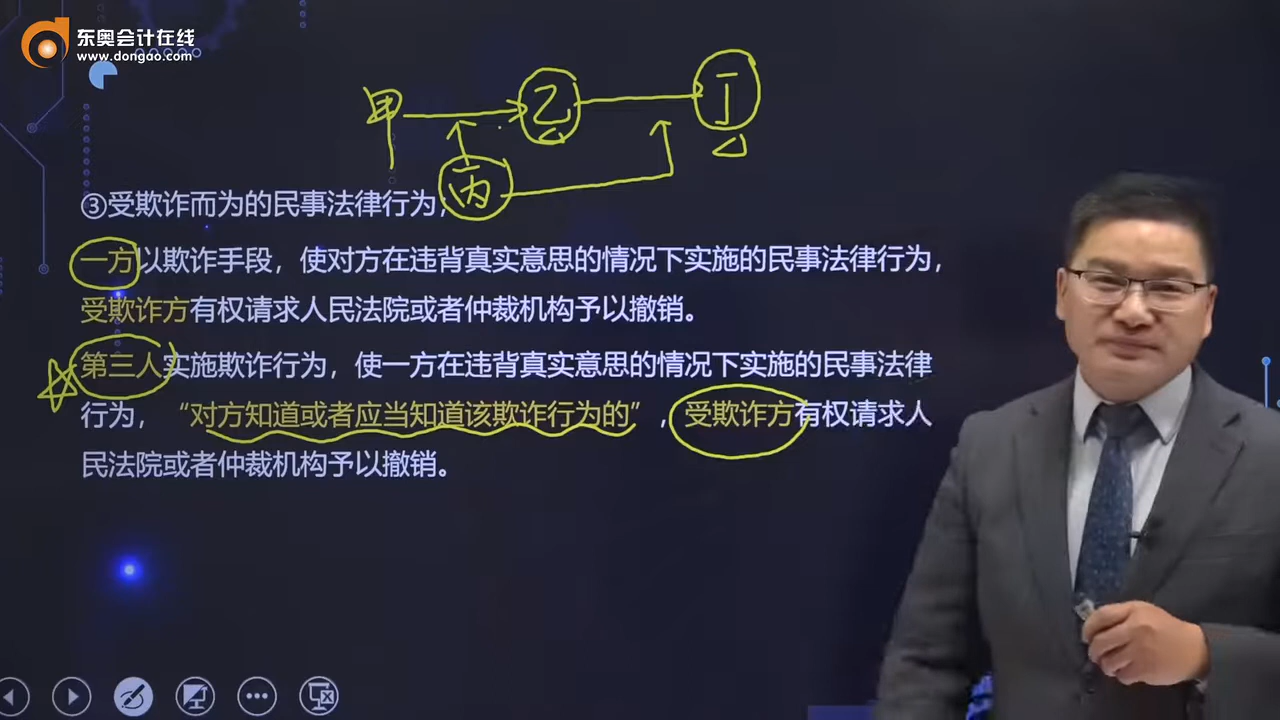 东奥会计在线
www.dongao.com
甲 乙 丁
丙
③受欺诈而为的民事法律行为，
一方以欺诈手段，使对方在违背真实意思的情况下实施的民事法律行为，
受欺诈方有权请求人民法院或者仲裁机构予以撤销。
第三人实施欺诈行为，使一方在违背真实意思的情况下实施的民事法律
行为，“对方知道或者应当知道该欺诈行为的”，受欺诈方有权请求人
民法院或者仲裁机构予以撤销。